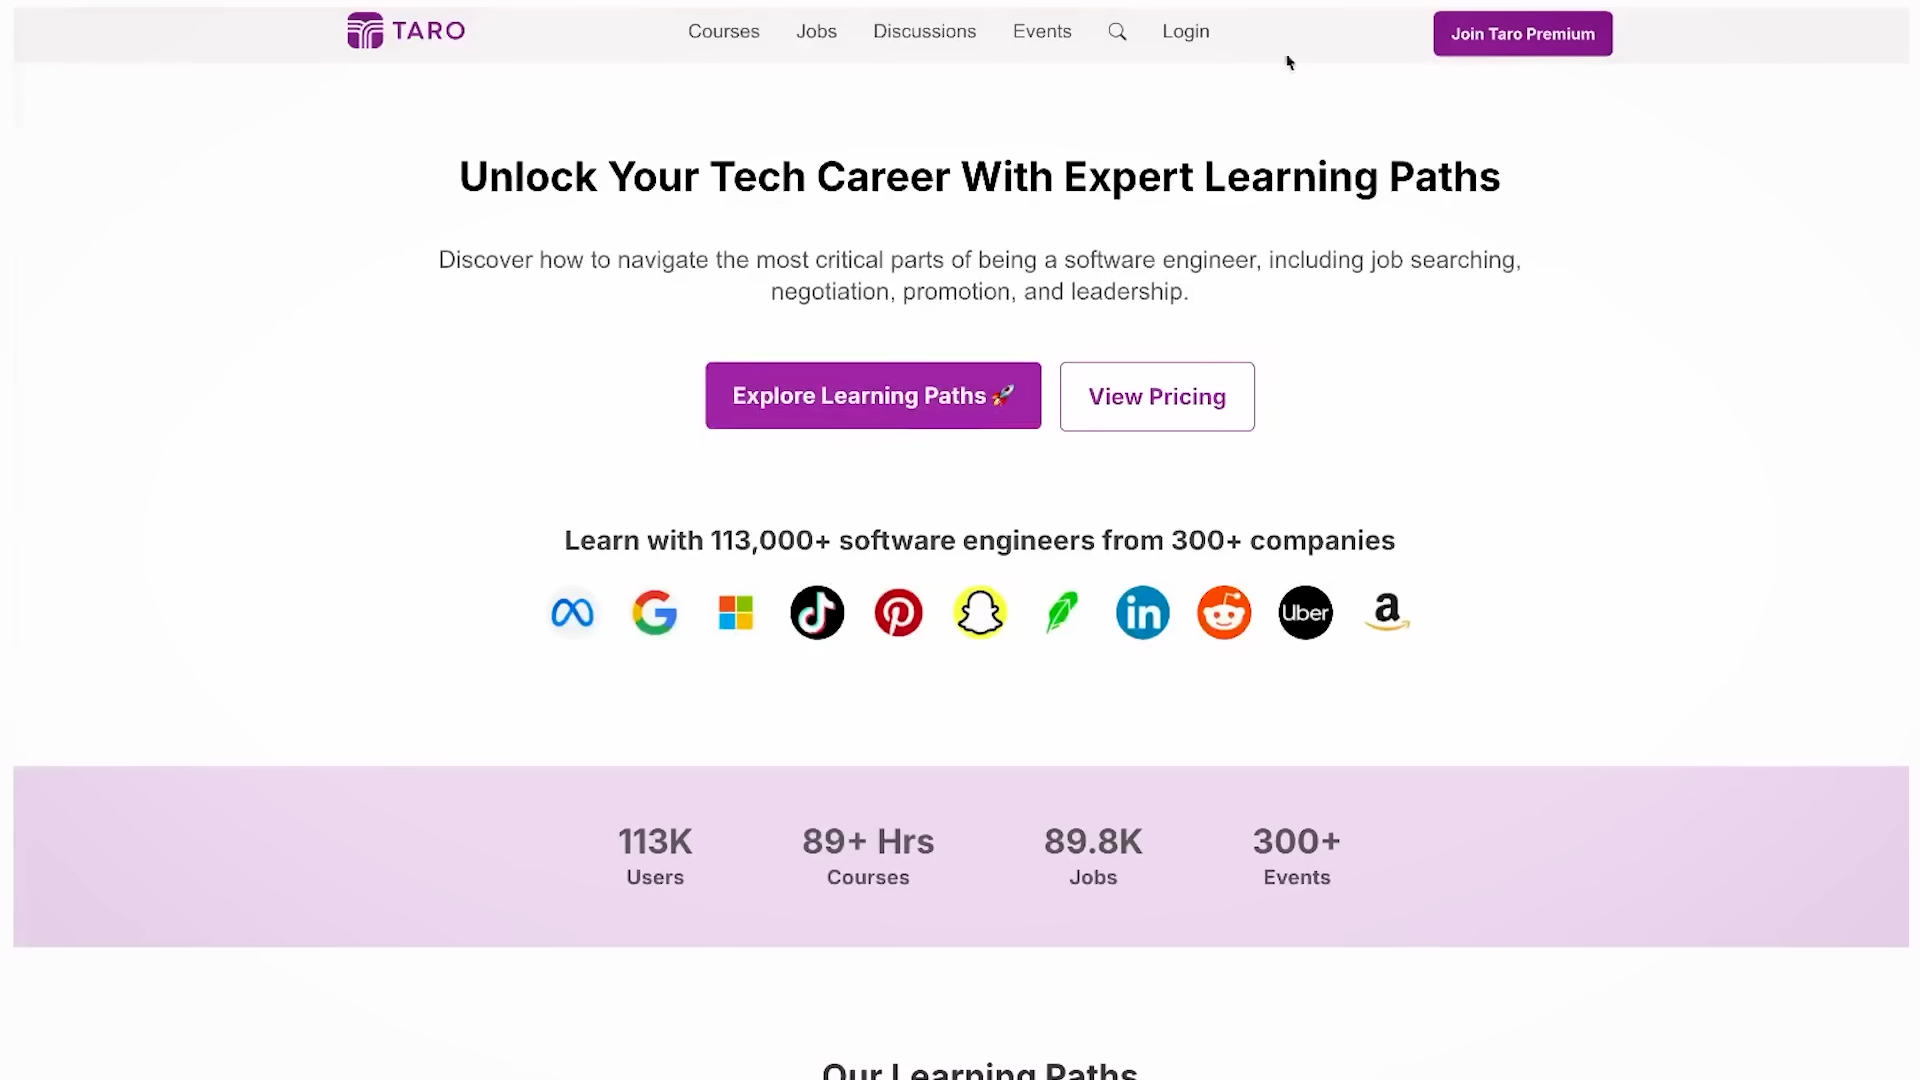 TARO
Courses Jobs Discussions Events Login
Join Taro Premium
Unlock Your Tech Career With Expert Learning Paths
Discover how to navigate the most critical parts of being a software engineer, including job searching,
negotiation, promotion, and leadership.
Explore Learning Paths 🚀
View Pricing
Learn with 113,000+ software engineers from 300+ companies
in
Uber
a
113K
Users
89+ Hrs
Courses
89.8K
Jobs
300+
Events
Our Learning Paths